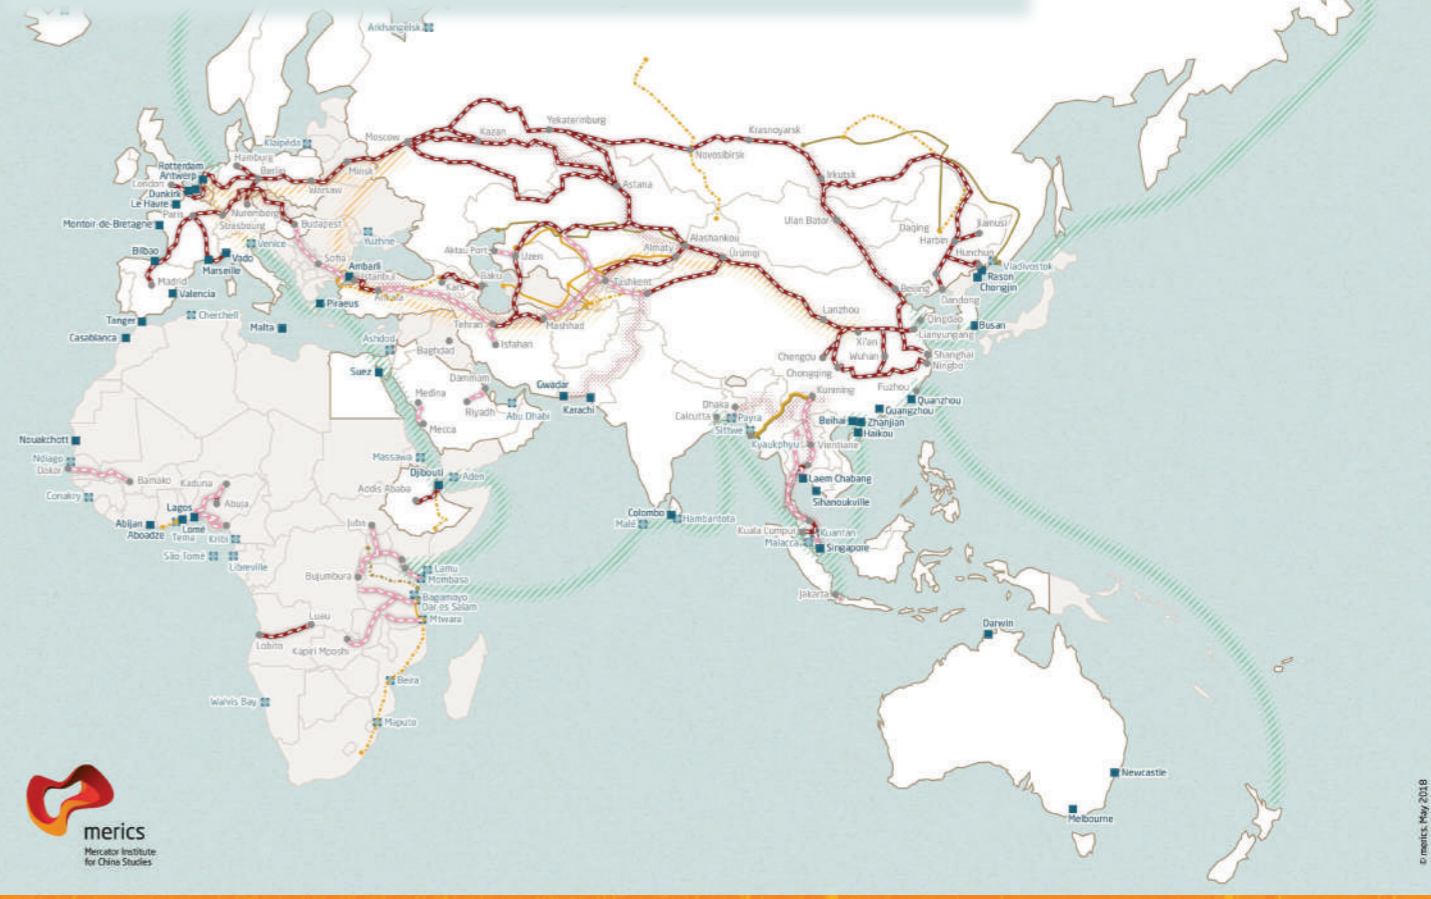 Arkhangelsk
Yekaterinburg
Krasnoyarsk
Moscow
Kazan
Klaipėda
Novosibirsk
Hamburg
Rotterdam
Antwerp
Berlin
Minsk
Irkutsk
London
Dunkirk
Warsaw
Astana
Le Havre
Paris
Nuremberg
Montoir-de-Bretagne
Strasbourg
Budapest
Ulan Bator
Daqing
Jiamusi
Yuzhne
Harbin
Venice
Aktau Port
Alashankou
Almaty
Bilbao
Vado
Sofia
Uzen
Ürümqi
Hunchun
Marseille
Ambarli
Vladivostok
Istanbul
Baku
Rason
Madrid
Kars
Tashkent
Chongjin
Valencia
Ankara
Beijing
Dandong
Piraeus
Cherchell
Lanzhou
Tanger
Malta
Tehran
Mashhad
Qingdao
Busan
Casablanca
Ashdod
Isfahan
Xi'an
Lianyungang
Baghdad
Chengdu
Wuhan
Shanghai
Ningbo
Suez
Dammam
Gwadar
Chongqing
Medina
Karachi
Kunming
Fuzhou
Riyadh
Abu Dhabi
Dhaka
Quanzhou
Calcutta
Payra
Guangzhou
Mecca
Sittwe
Beihai
Zhanjian
Haikou
Nouakchott
Kyaukphyu
Vientiane
Ndiago
Massawa
Dakar
Djibouti
Aden
Bamako
Kaduna
Addis Ababa
Laem Chabang
Conakry
Abuja
Sihanoukville
Lagos
Colombo
Hambantota
Abijan
Lomé
Juba
Malé
Aboadze
Tema
Kribi
Kuala Lumpur
Kuantan
Malacca
Singapore
São Tomé
Libreville
Lamu
Bujumbura
Mombasa
Bagamoyo
Jakarta
Dar es Salam
Luau
Mtwara
Darwin
Lobito
Kapiri Mposhi
Beira
Walvis Bay
Maputo
Newcastle
Melbourne
merics
Mercator Institute
for China Studies
© merics, May 2018